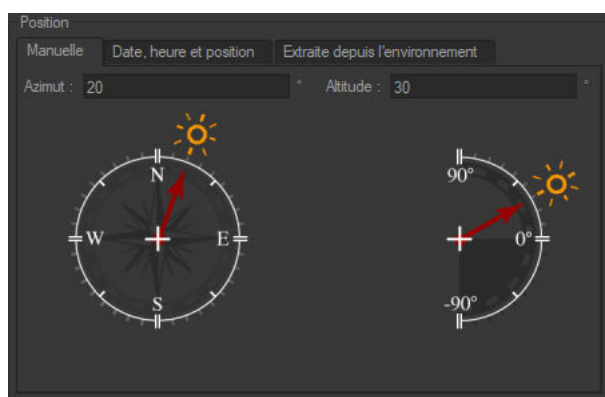 Position
Manuelle Date, heure et position Extraite depuis l'environnement
Azimut : 20 ° Altitude : 30 °
N
W E
S
90°
0°
-90°